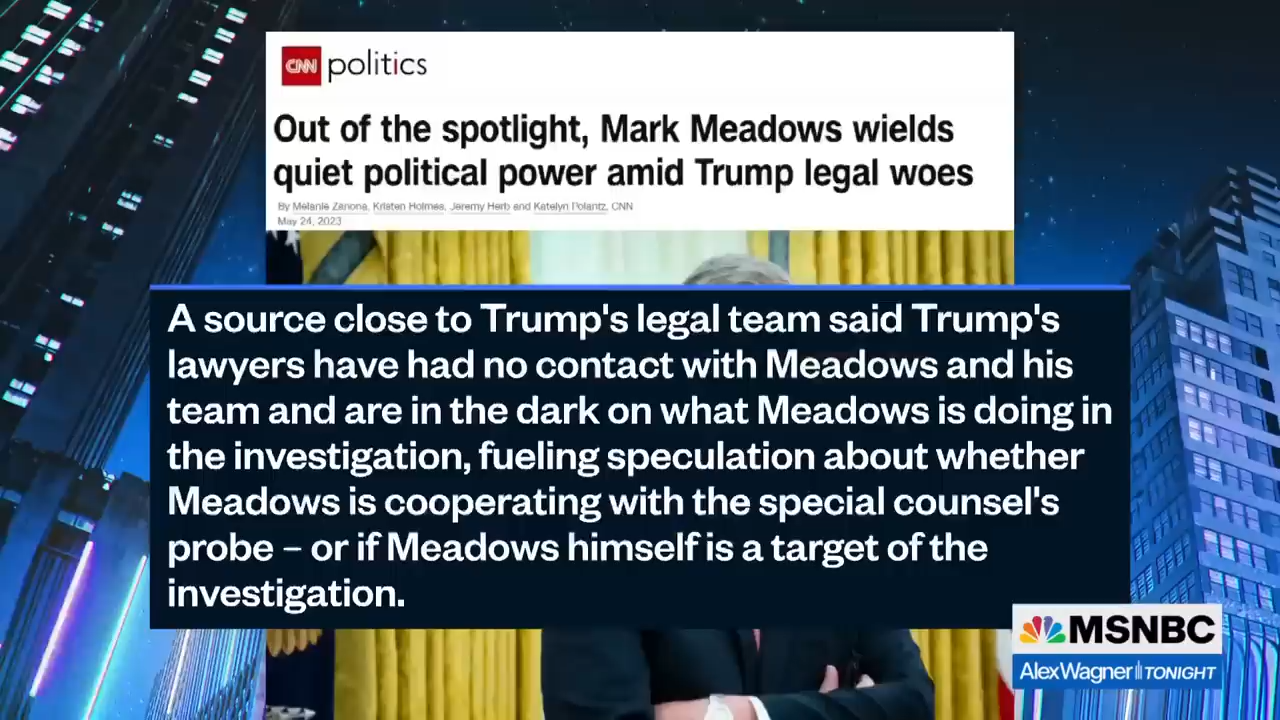 CNN politics
Out of the spotlight, Mark Meadows wields
quiet political power amid Trump legal woes
By Melanie Zanona, Kristen Holmes, Jeremy Herb and Katelyn Polantz, CNN
May 24, 2023
A source close to Trump's legal team said Trump's
lawyers have had no contact with Meadows and his
team and are in the dark on what Meadows is doing in
the investigation, fueling speculation about whether
Meadows is cooperating with the special counsel's
probe – or if Meadows himself is a target of the
investigation.
MSNBC
Alex Wagner TONIGHT